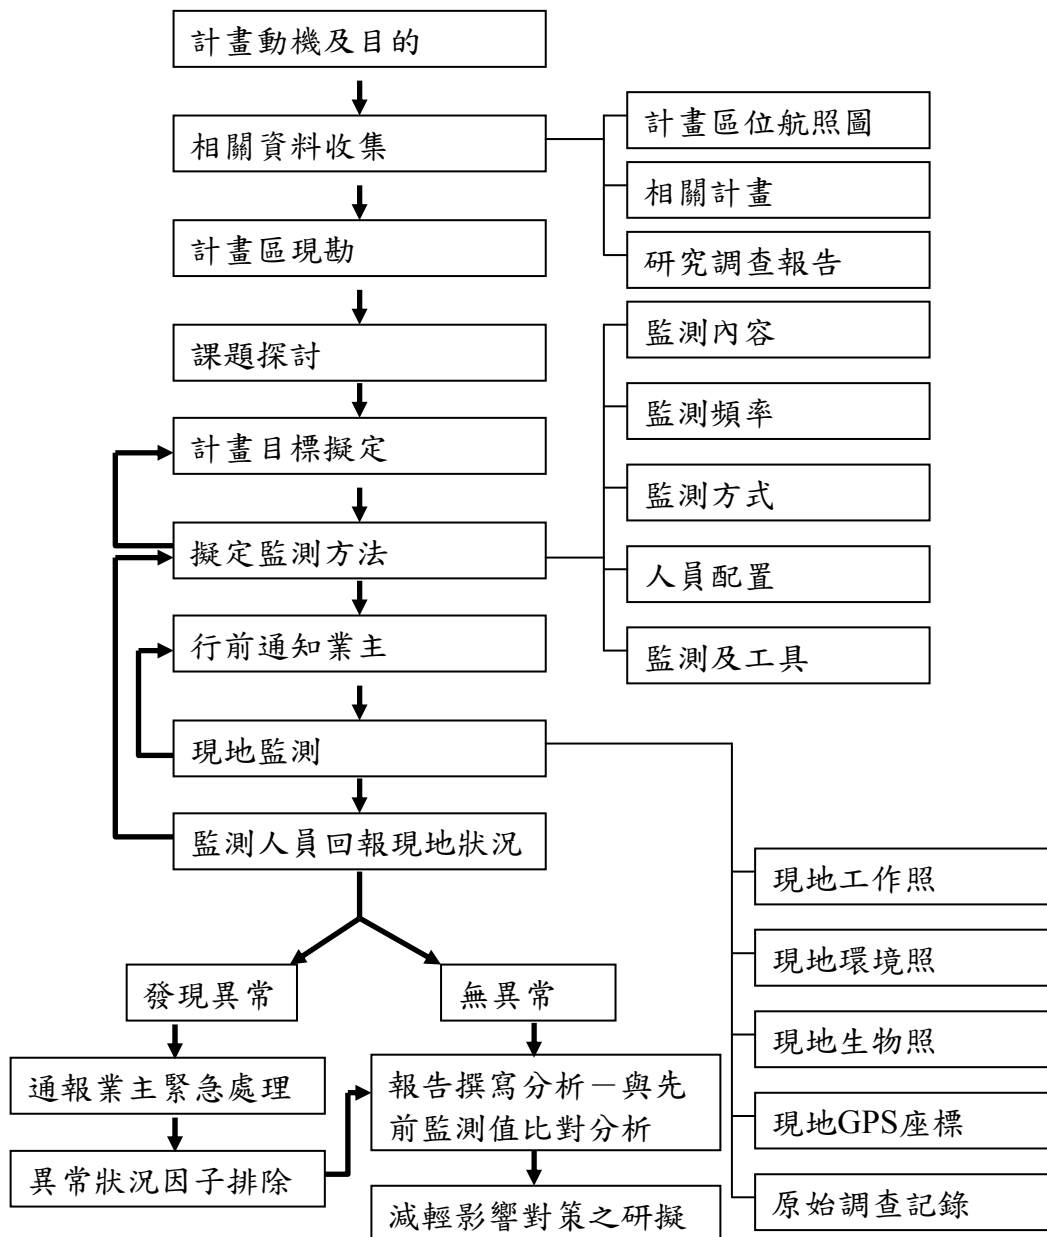 計畫動機及目的
相關資料收集
計畫區位航照圖
相關計畫
研究調查報告
計畫區現勘
課題探討
計畫目標擬定
擬定監測方法
監測內容
監測頻率
監測方式
人員配置
監測及工具
行前通知業主
現地監測
監測人員回報現地狀況
現地工作照
現地環境照
現地生物照
現地GPS座標
原始調查記錄
發現異常
無異常
通報業主緊急處理
異常狀況因子排除
報告撰寫分析－與先
前監測值比對分析
減輕影響對策之研擬